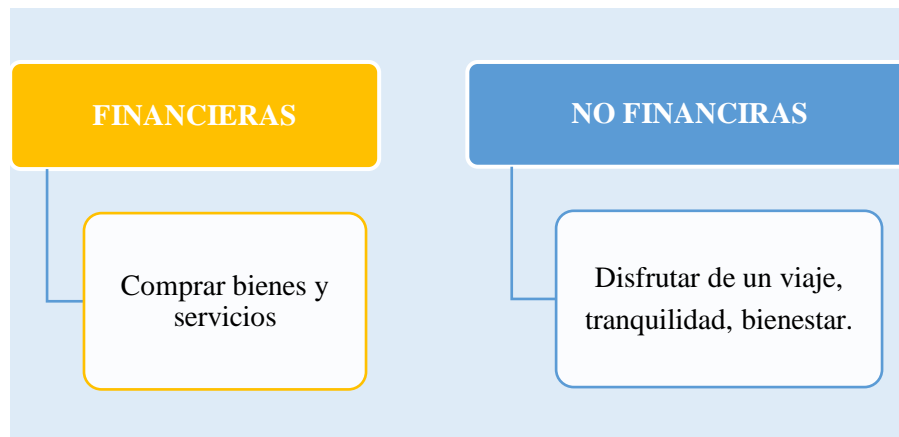 FINANCIERAS
NO FINANCIRAS
Comprar bienes y
servicios
Disfrutar de un viaje,
tranquilidad, bienestar.